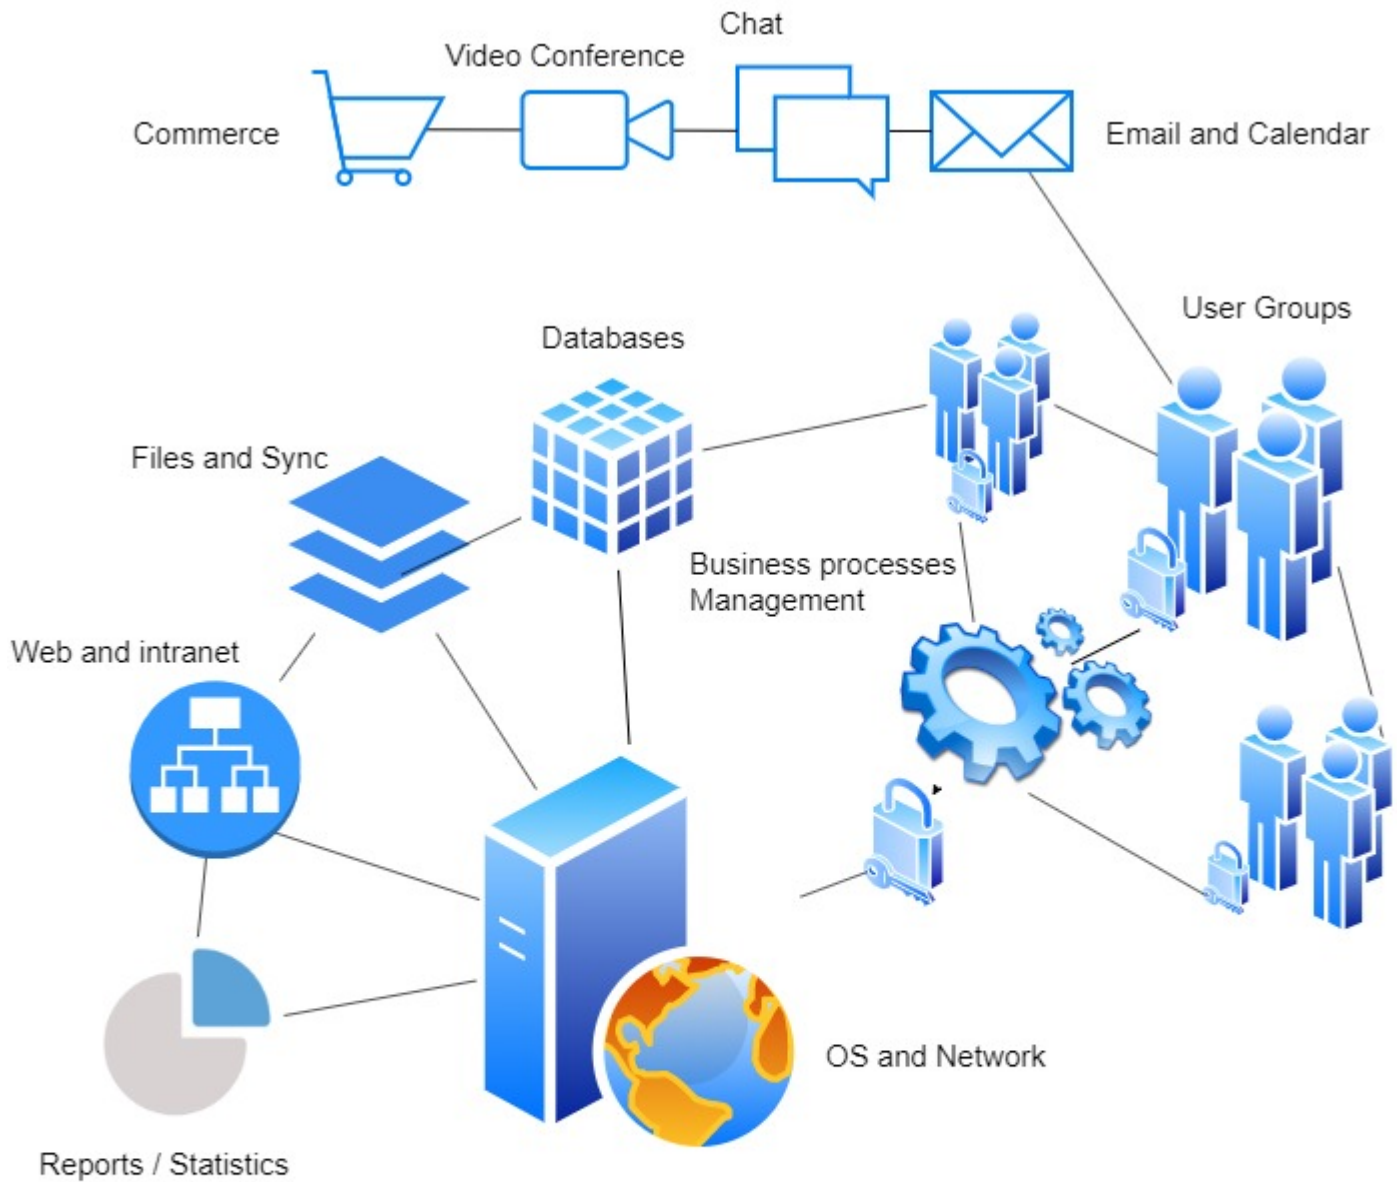 Chat
Video Conference
Commerce
Email and Calendar
User Groups
Databases
Files and Sync
Business processes
Management
Web and intranet
OS and Network
Reports / Statistics